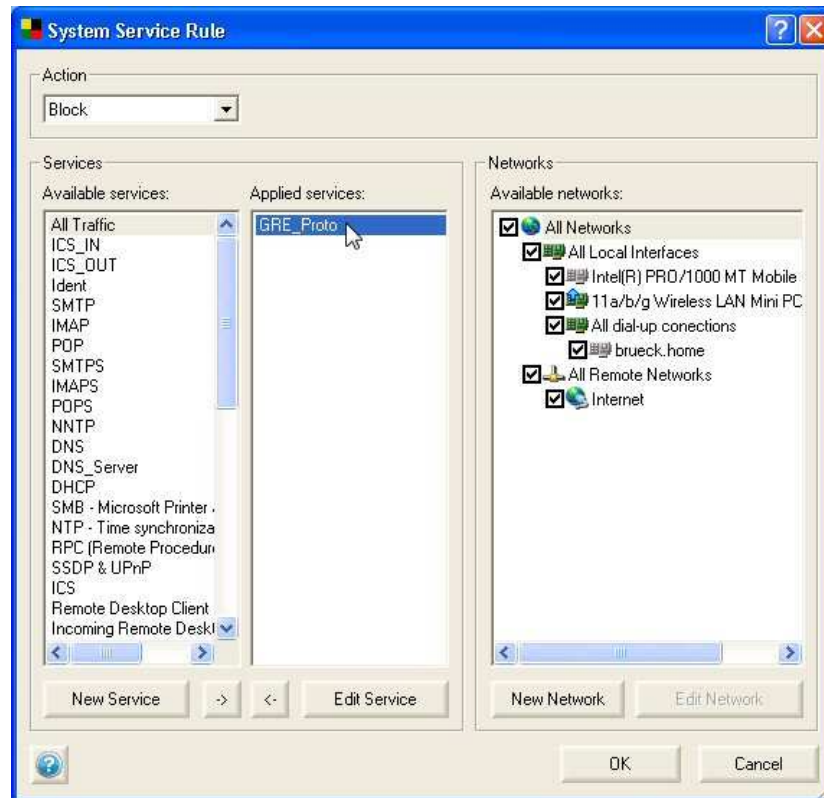 System Service Rule
Action
Block
Services
Available services:
All Traffic
ICS_IN
ICS_OUT
Ident
SMTP
IMAP
POP
SMTPS
IMAPS
POPS
NNTP
DNS
DNS_Server
DHCP
SMB - Microsoft Printer
NTP - Time synchroniza
RPC (Remote Procedur
SSDP & UPnP
ICS
Remote Desktop Client
Incoming Remote Deskt
Applied services:
GRE_Proto
New Service
->
<-
Edit Service
Networks
Available networks:
All Networks
All Local Interfaces
Intel(R) PRO/1000 MT Mobile
11a/b/g Wireless LAN Mini PC
All dial-up conections
brueck.home
All Remote Networks
Internet
New Network
Edit Network
OK
Cancel